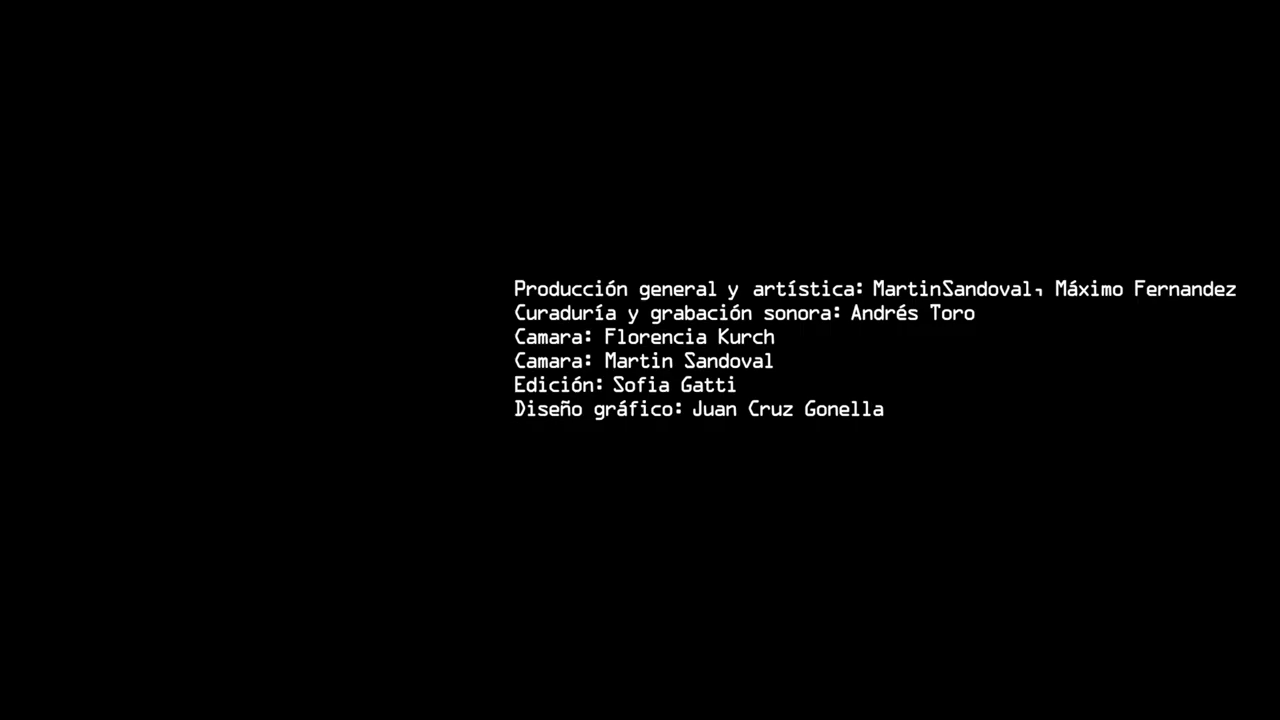 Producción general y artística: MartinSandoval, Máximo Fernandez
Curaduría y grabación sonora: Andrés Toro
Camara: Florencia Kurch
Camara: Martin Sandoval
Edición: Sofia Gatti
Diseño gráfico: Juan Cruz Gonella